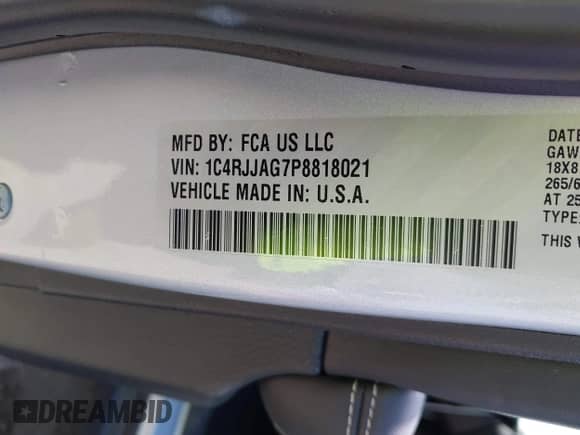 MFD BY: FCA US LLC
VIN: 1C4RJJAG7P8818021
VEHICLE MADE IN: U.S.A.
DATE
GAW
18X8
265/6
AT 25
TYPE:
THIS V
DREAMBID